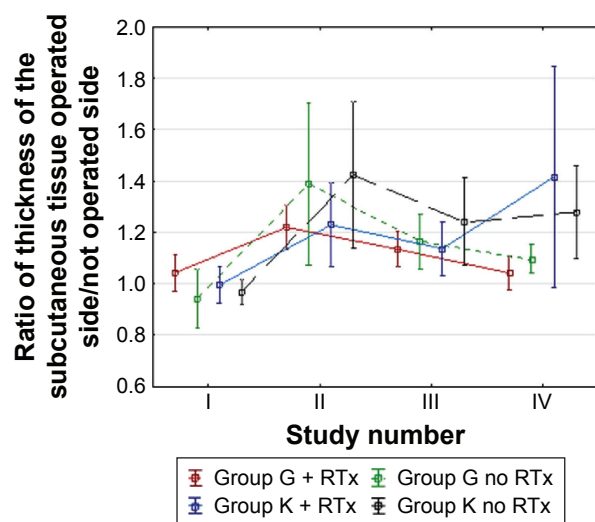 Ratio of thickness of the
subcutaneous tissue operated
side/not operated side
2.0
1.8
1.6
1.4
1.2
1.0
0.8
0.6
I II III IV
Study number
Group G + RTx Group G no RTx
Group K + RTx Group K no RTx